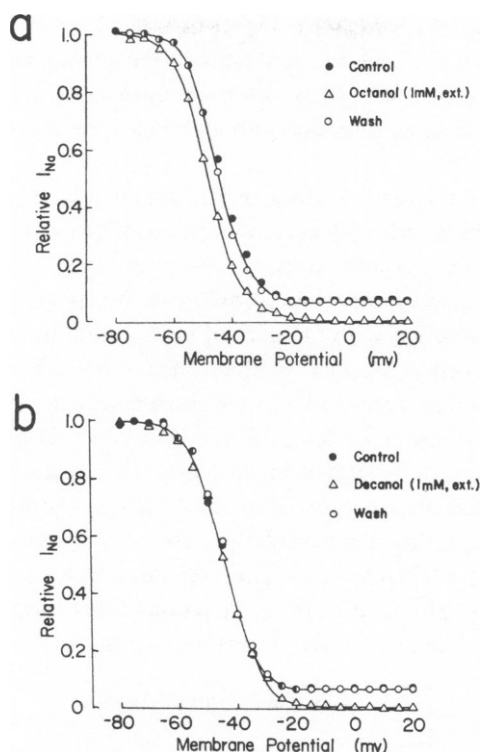 a
1.0
0.8
0.6
0.4
0.2
0
Relative INa
● Control
△ Octanol (1mM, ext.)
○ Wash
-80 -60 -40 -20 0 20
Membrane Potential (mv)
b
1.0
0.8
0.6
0.4
0.2
0
Relative INa
● Control
△ Decanol (1mM, ext.)
○ Wash
-80 -60 -40 -20 0 20
Membrane Potential (mv)